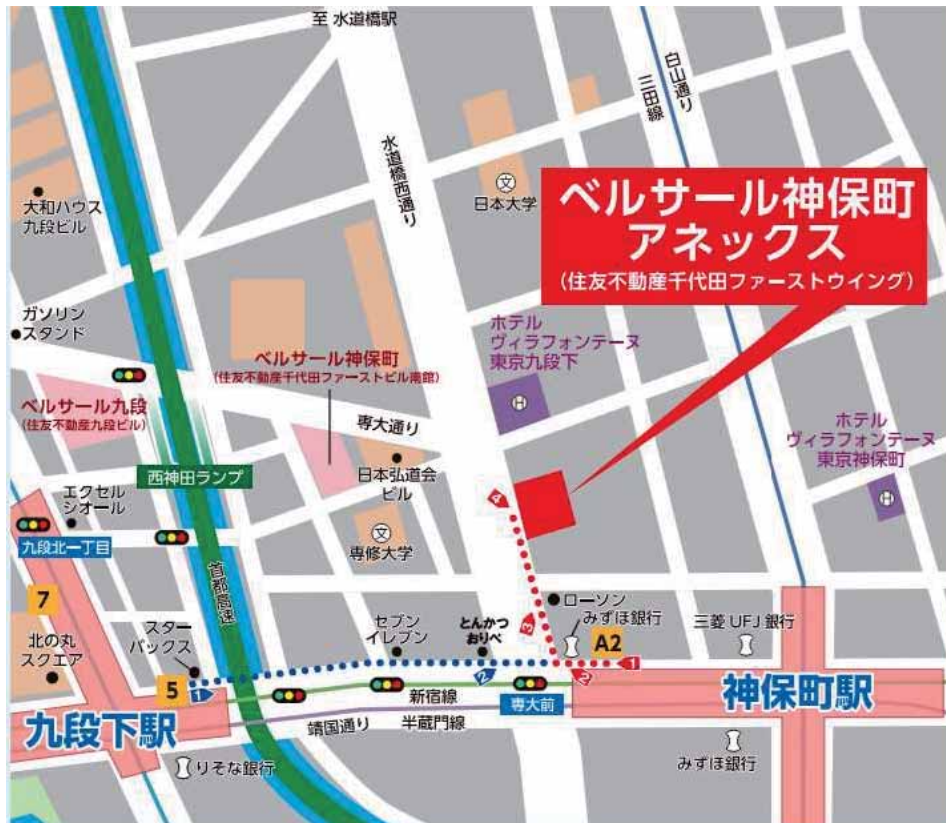 至 水道橋駅
白山通り
三田線
水道橋西通り
大和ハウス
九段ビル
文
日本大学
ベルサール神保町
アネックス
(住友不動産千代田ファーストウイング)
ガソリン
スタンド
ホテル
ヴィラフォンテーヌ
東京九段下
H
ベルサール神保町
(住友不動産千代田ファーストビル南館)
ベルサール九段
(住友不動産九段ビル)
専大通り
ホテル
ヴィラフォンテーヌ
東京神保町
H
西神田ランプ
日本弘道会
ビル
エクセル
シオール
4
九段北一丁目
文
専修大学
首都高速
7
北の丸
スクエア
スター
バックス
セブン
イレブン
とんかつ
おりべ
3
ローソン
みずほ銀行
A2
三菱UFJ銀行
1
2
2
5
1
新宿線
専大前
神保町駅
九段下駅
靖国通り
半蔵門線
りそな銀行
みずほ銀行